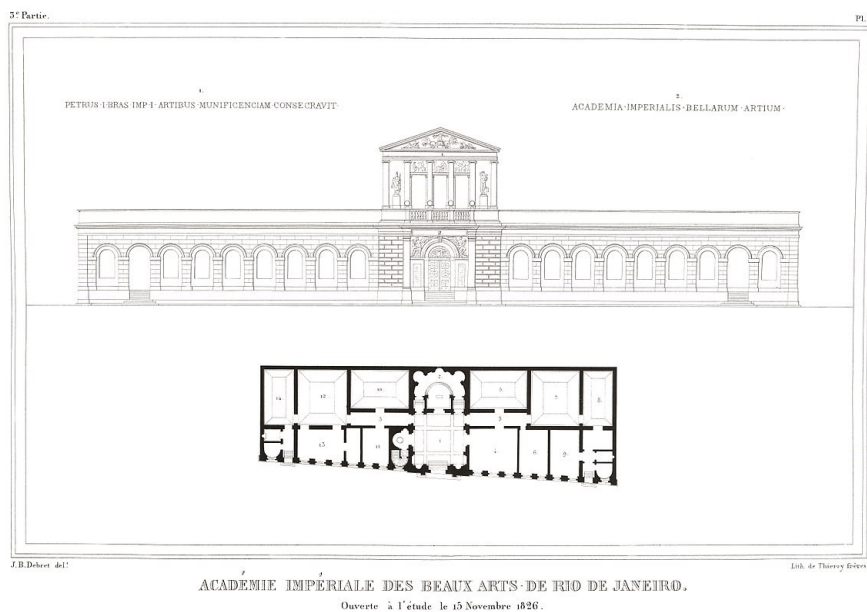 3e Partie.
Pl.
1.
PETRUS·I·BRAS·IMP·I·ARTIBUS·MUNIFICENCIAM·CONSECRAVIT·
2.
ACADEMIA·IMPERIALIS·BELLARUM·ARTIUM·
J.B.Debret delt.
Lith. de Thierry frères
ACADÉMIE IMPÉRIALE DES BEAUX ARTS·DE RIO DE JANEIRO.
Ouverte à l'étude le 15 Novembre 1826.